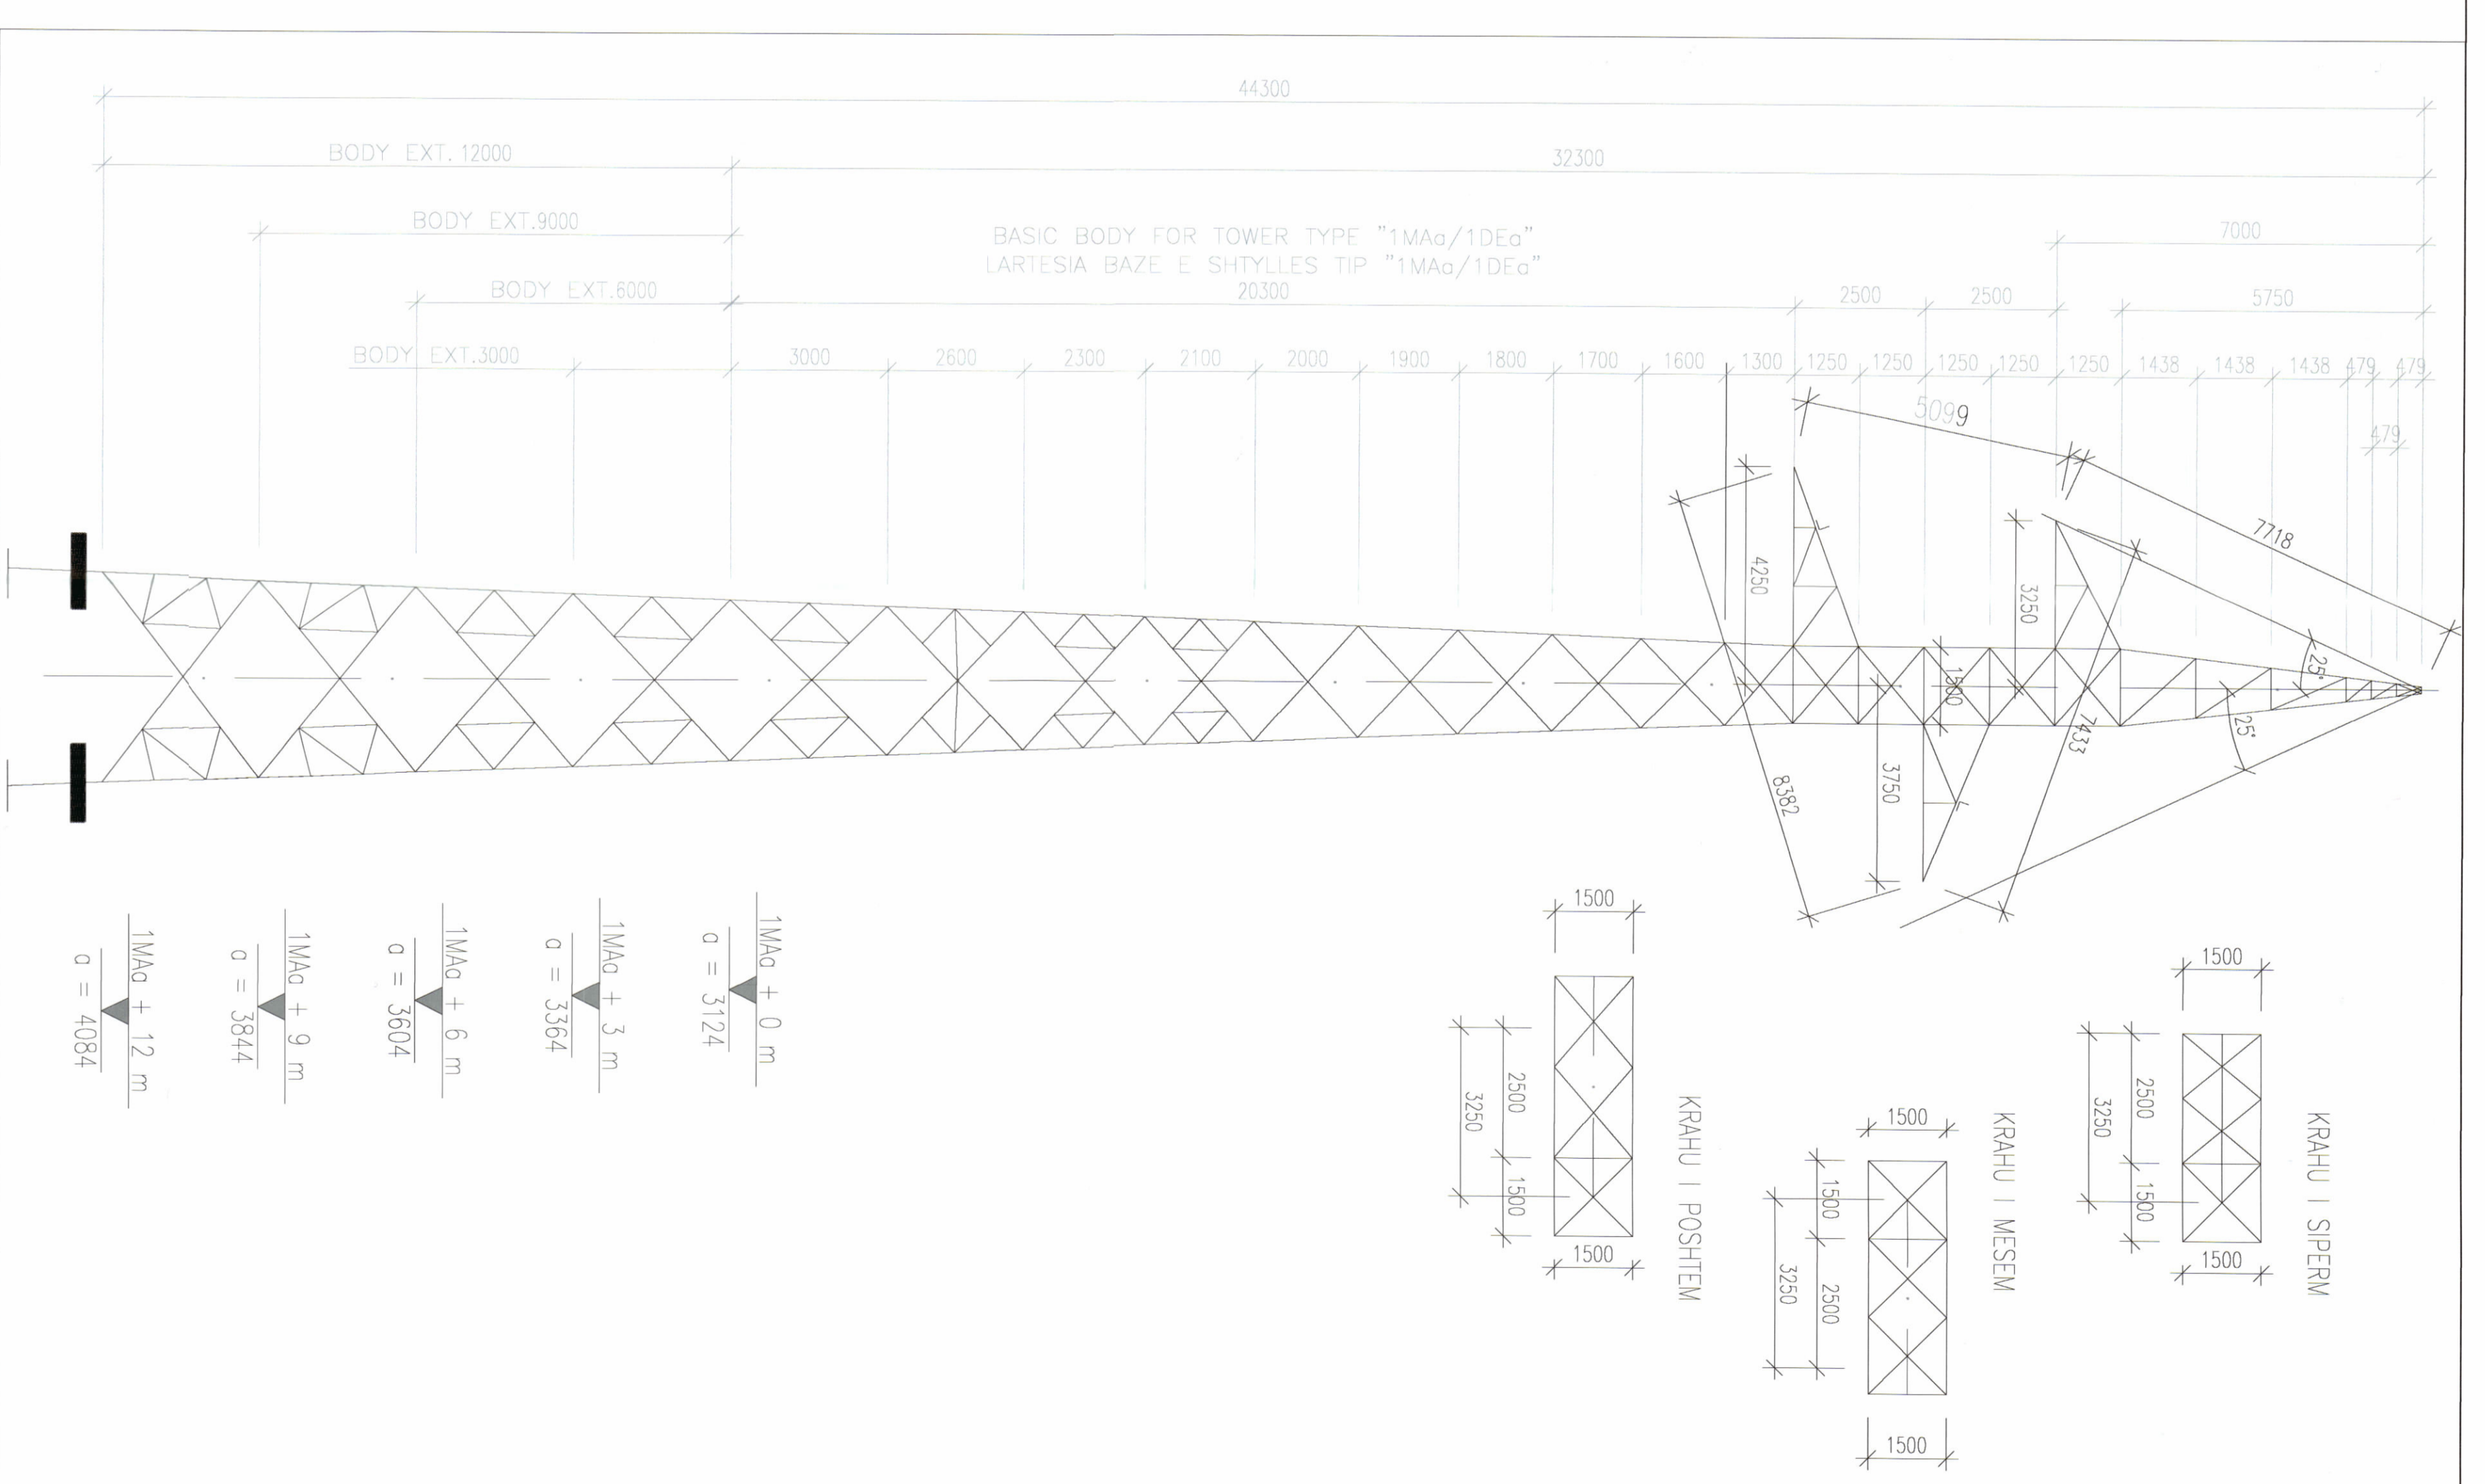 44300
BODY EXT. 12000
32300
BODY EXT.9000
BASIC BODY FOR TOWER TYPE "1MAa/1DEa"
LARTESIA BAZE E SHTYLLES TIP "1MAa/1DEa"
7000
BODY EXT.6000
20300
2500
2500
5750
BODY EXT.3000
3000
2600
2300
2100
2000
1900
1800
1700
1600
1300
1250
1250
1250
1250
1250
1438
1438
1438
479
479
479
5099
7718
4250
3250
25°
1500
25°
7433
3750
8382
1MAa + 0 m
a = 3124
1MAa + 3 m
a = 3364
1MAa + 6 m
a = 3604
1MAa + 9 m
a = 3844
1MAa + 12 m
a = 4084
KRAHU I SIPERM
1500
2500
1500
3250
1500
KRAHU I MESEM
1500
1500
2500
3250
1500
KRAHU I POSHTEM
1500
2500
1500
3250
1500